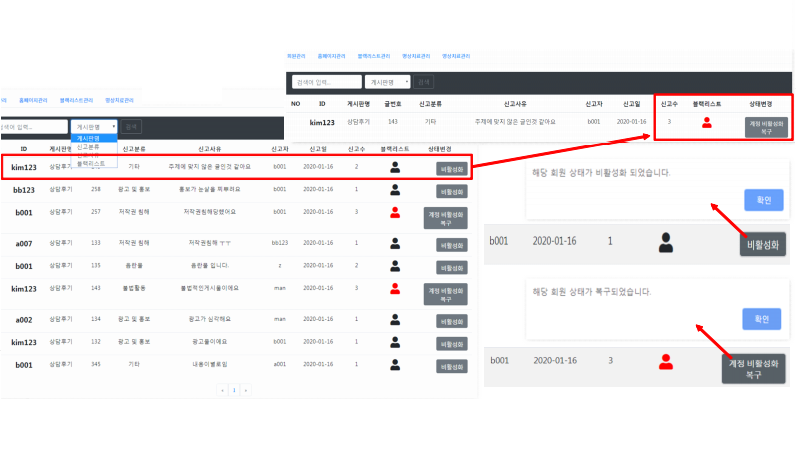 회원관리 홈페이지관리 블랙리스트관리 영상자료관리 영상자료관리
검색어 입력.. 게시판명 검색
NO ID 게시판명 글번호 신고분류 신고사유 신고자 신고일 신고수 블랙리스트 상태변경
kim123 상담후기 143 기타 주제에 맞지 않은 글인것 같아요 b001 2020-01-16 3 계정 비활성화
복구
홈페이지관리 블랙리스트관리 영상자료관리
게시판명 검색
게시판명
신고분류
블랙리스트
ID 신고분류 신고사유 신고자 신고일 신고수 블랙리스트 상태변경
kim123 상담후기 기타 주제에 맞지 않은 글인것 같아요 b001 2020-01-16 2 비활성화
bb123 상담후기 258 광고 및 홍보 홍보가 눈살을 찌푸려요 b001 2020-01-16 1 비활성화
b001 상담후기 257 저작권 침해 저작권침해당했어요 b001 2020-01-16 3 계정 비활성화
복구
a007 상담후기 133 저작권 침해 저작권침해 ㅜㅜ bb123 2020-01-16 1 비활성화
b001 상담후기 135 음란물 음란물 입니다. z 2020-01-16 1 비활성화
kim123 상담후기 143 불법활동 불법적인게시물이에요 man 2020-01-16 3 계정 비활성화
복구
a002 상담후기 134 광고 및 홍보 광고가 심각해요 man 2020-01-16 1 비활성화
kim123 상담후기 132 광고 및 홍보 광고물이에요 b001 2020-01-16 1 비활성화
b001 상담후기 345 기타 내용이별로임 a001 2020-01-16 1 비활성화
« 1 »
해당 회원 상태가 비활성화 되었습니다.
확인
b001 2020-01-16 1 비활성화
해당 회원 상태가 복구되었습니다.
확인
b001 2020-01-16 3 계정 비활성화
복구